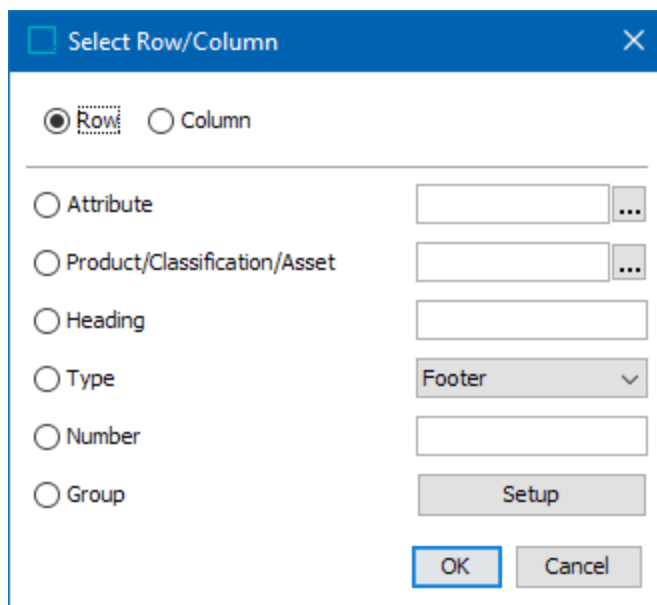 Select Row/Column
Row Column
Attribute ...
Product/Classification/Asset ...
Heading
Type Footer
Number
Group Setup
OK Cancel